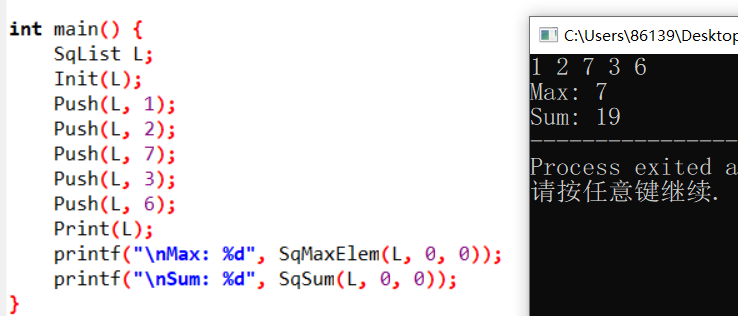 int main() {
SqList L;
Init(L);
Push(L, 1);
Push(L, 2);
Push(L, 7);
Push(L, 3);
Push(L, 6);
Print(L);
printf("\nMax: %d", SqMaxElem(L, 0, 0));
printf("\nSum: %d", SqSum(L, 0, 0));
}
C:\Users\86139\Desktop
1 2 7 3 6
Max: 7
Sum: 19
-----------------
Process exited a
请按任意键继续.